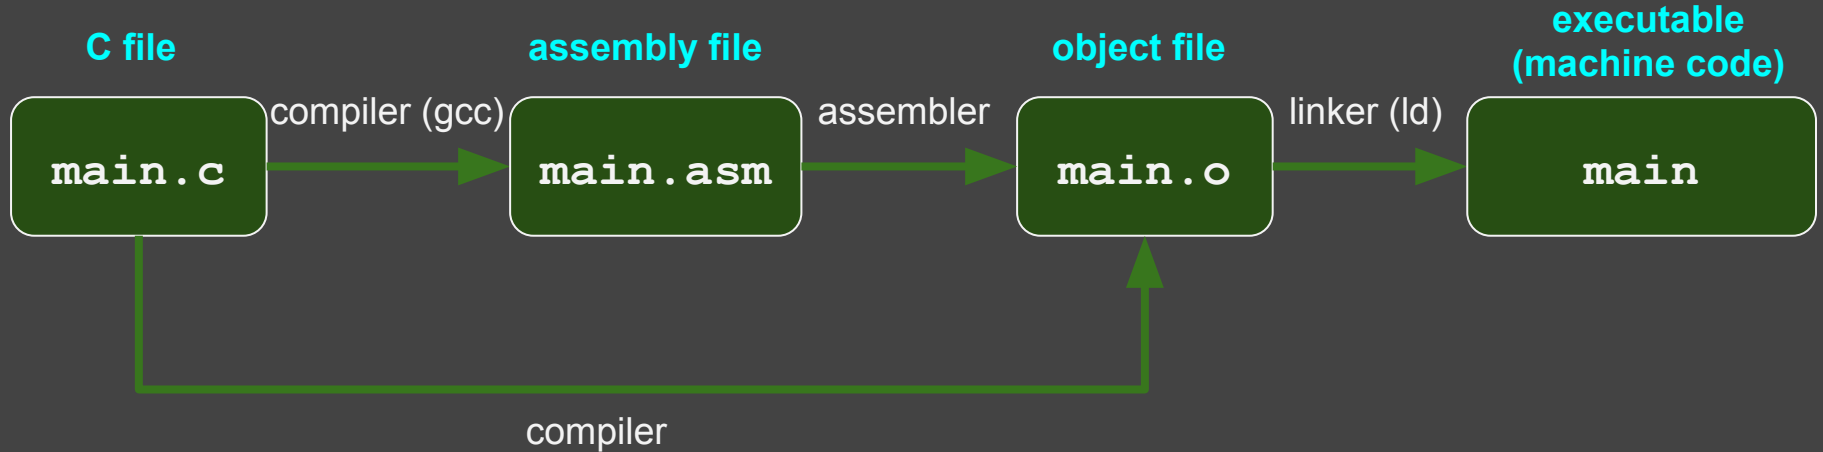 C file
assembly file
object file
executable
(machine code)
compiler (gcc)
assembler
linker (ld)
main.c
main.asm
main.o
main
compiler